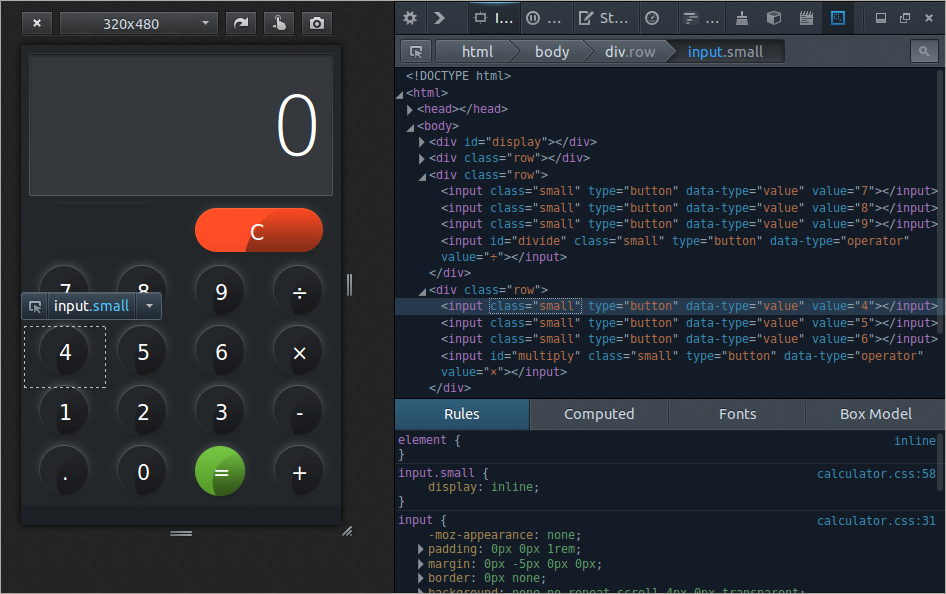 320x480
0
C
7 8 9 ÷
input.small
4 5 6 ×
1 2 3 -
. 0 = +
I... ... St... ...
html body div.row input.small
<!DOCTYPE html>
<html>
<head></head>
<body>
<div id="display"></div>
<div class="row"></div>
<div class="row">
<input class="small" type="button" data-type="value" value="7"></input>
<input class="small" type="button" data-type="value" value="8"></input>
<input class="small" type="button" data-type="value" value="9"></input>
<input id="divide" class="small" type="button" data-type="operator"
value="÷"></input>
</div>
<div class="row">
<input class="small" type="button" data-type="value" value="4"></input>
<input class="small" type="button" data-type="value" value="5"></input>
<input class="small" type="button" data-type="value" value="6"></input>
<input id="multiply" class="small" type="button" data-type="operator"
value="×"></input>
</div>
Rules Computed Fonts Box Model
element { inline
}
input.small { calculator.css:58
display: inline;
}
input { calculator.css:31
-moz-appearance: none;
padding: 0px 0px 1rem;
margin: 0px -5px 0px 0px;
border: 0px none;
background: none no-repeat scroll 4px 0px transparent;